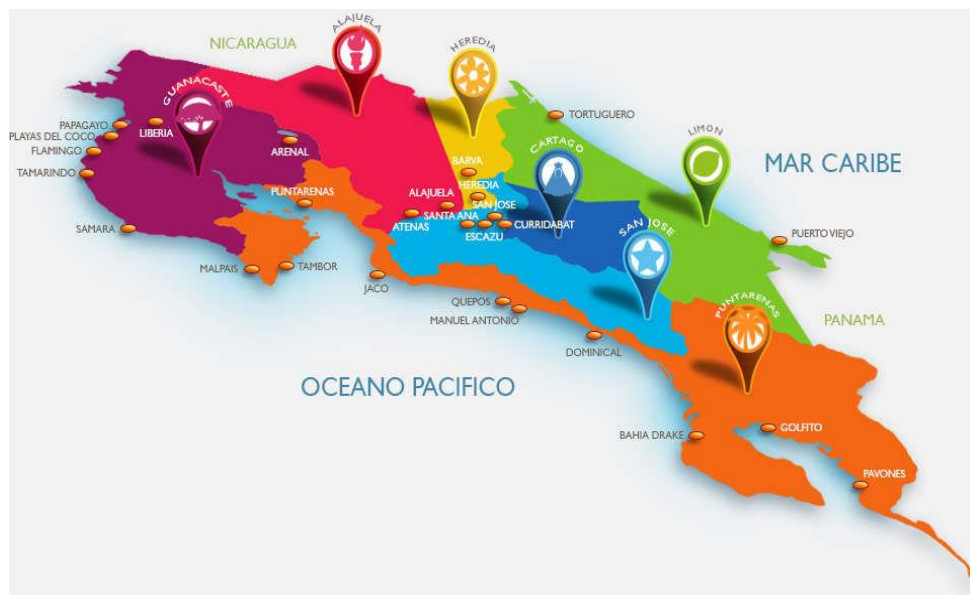 NICARAGUA
ALAJUELA
HEREDIA
GUANACASTE
TORTUGUERO
PAPAGAYO
LIBERIA
PLAYAS DEL COCO
FLAMINGO
ARENAL
CARTAGO
LIMON
MAR CARIBE
BARVA
TAMARINDO
PUNTARENAS
ALAJUELA
HEREDIA
SAN JOSE
SANTA ANA
ATENAS
ESCAZU
CURRIDABAT
SAN JOSE
SAMARA
PUERTO VIEJO
MALPAIS
TAMBOR
JACO
QUEPOS
MANUEL ANTONIO
PUNTARENAS
PANAMA
DOMINICAL
OCEANO PACIFICO
BAHIA DRAKE
GOLFITO
PAVONES